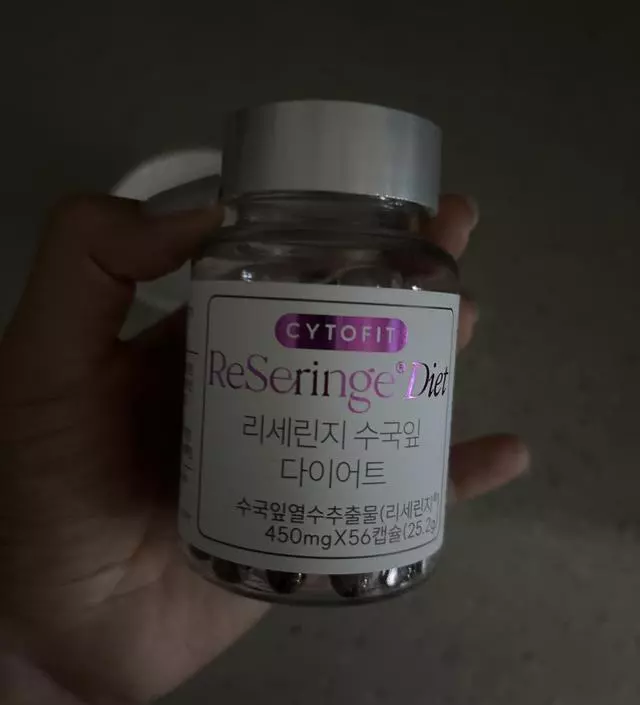 CYTOFIT
ReSeringe® Diet
리세린지 수국잎
다이어트
수국잎열수추출물(리세린지®)
450mgX56캡슐(25.2g)